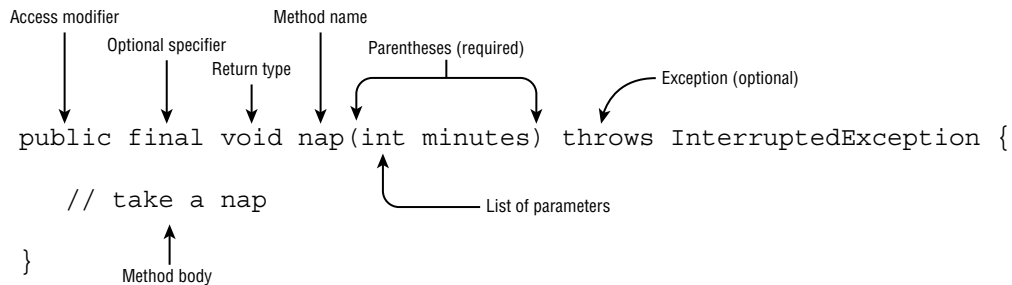 Access modifier
Method name
Optional specifier
Parentheses (required)
Return type
Exception (optional)
public final void nap(int minutes) throws InterruptedException {
// take a nap
List of parameters
}
Method body